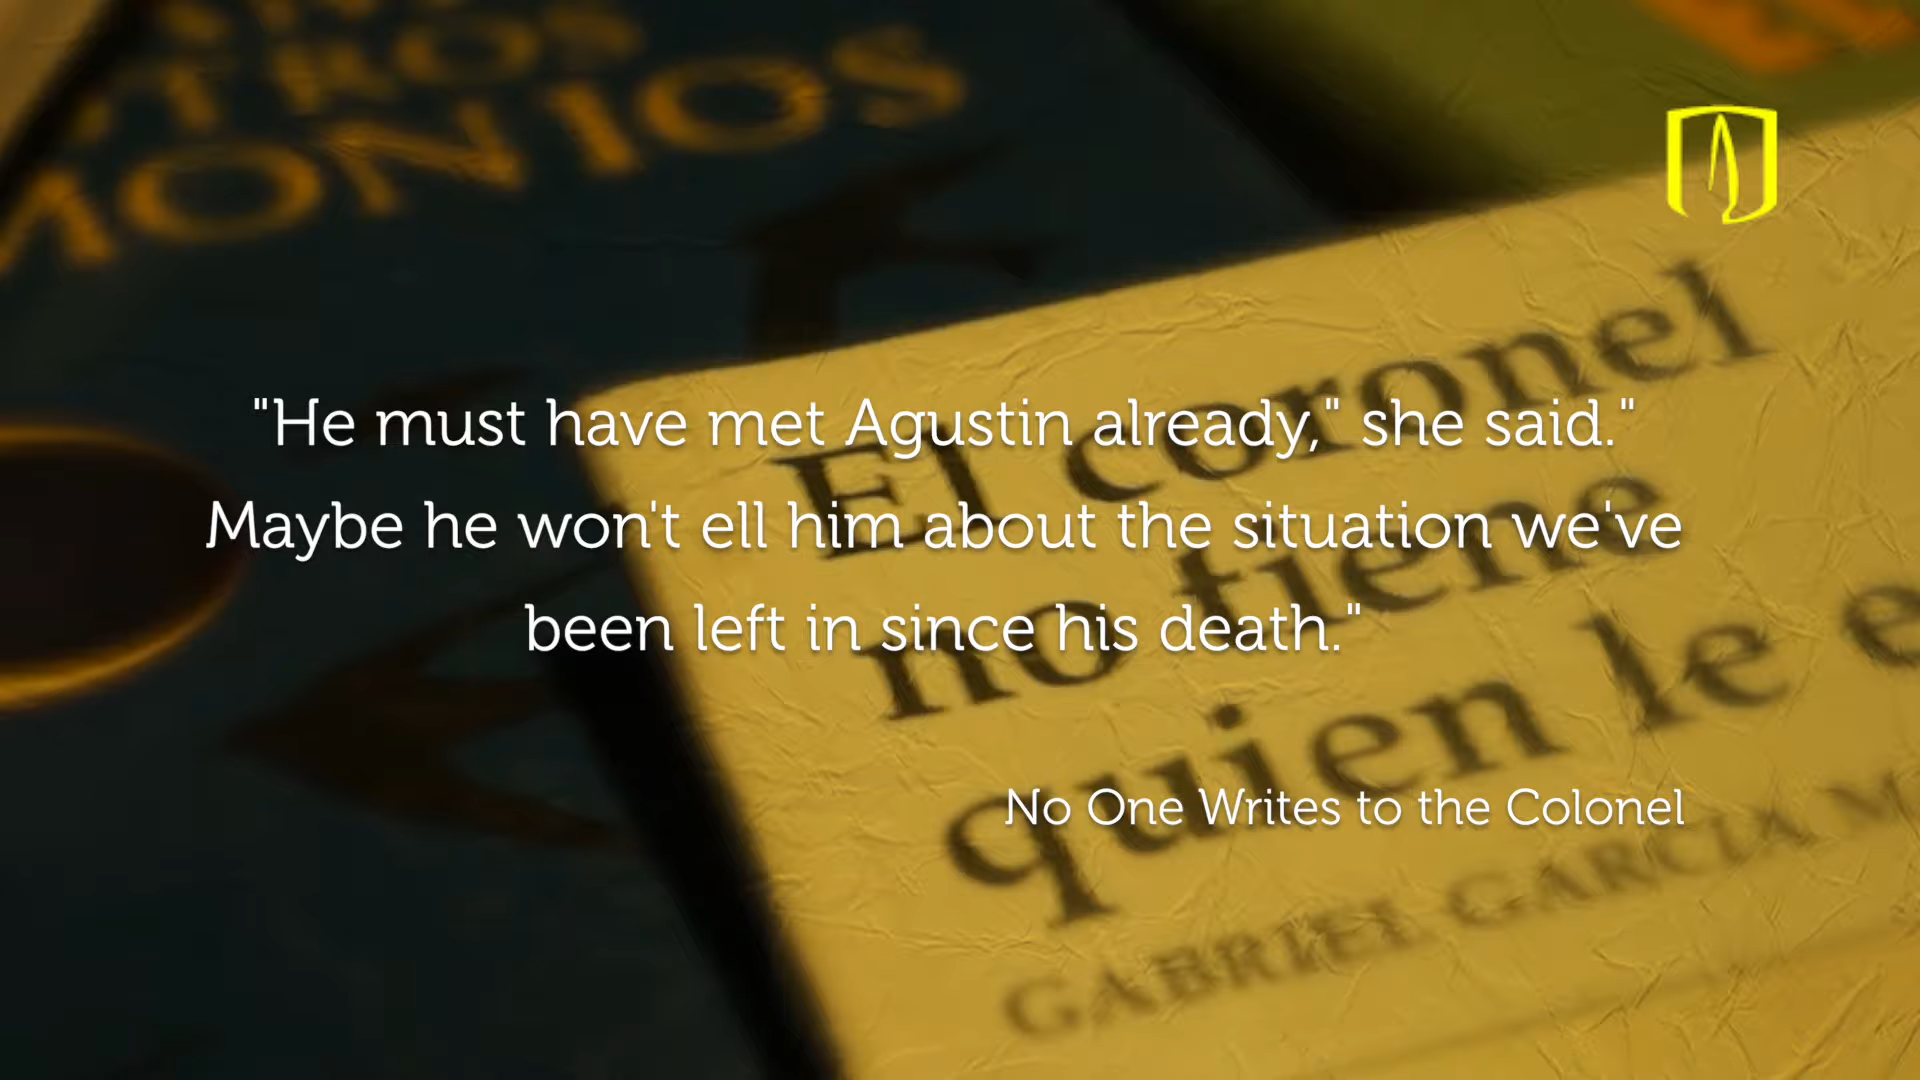 TROS
MONIOS
"He must have met Agustin already," she said."
Maybe he won't ell him about the situation we've
been left in since his death."
No One Writes to the Colonel
El coronel
no tiene
quien le e
GABRIEL GARCÍA M